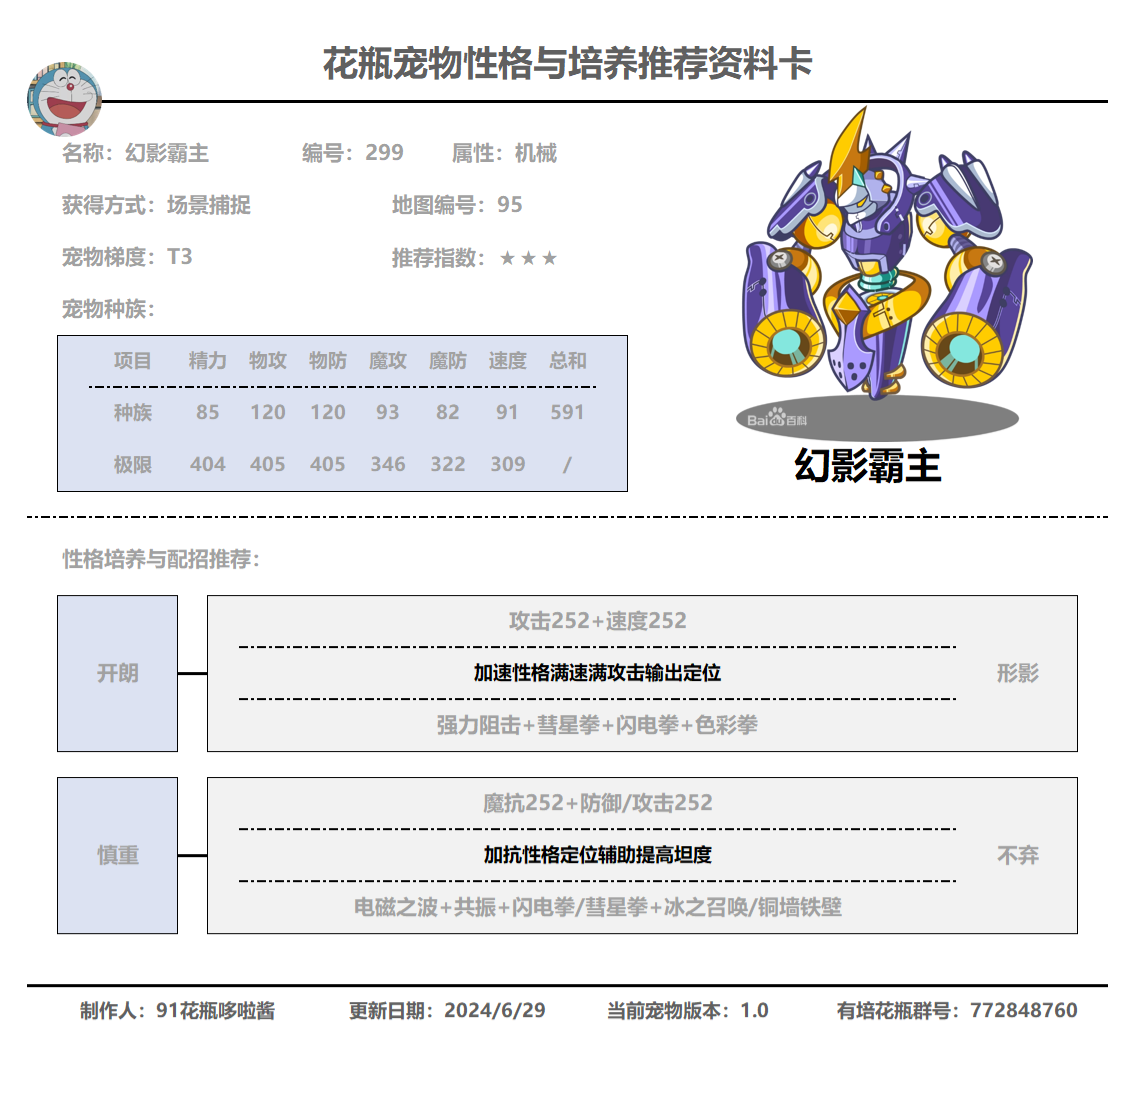 花瓶宠物性格与培养推荐资料卡
名称：幻影霸主 编号：299 属性：机械
获得方式：场景捕捉 地图编号：95
宠物梯度：T3 推荐指数：★★★
宠物种族：
项目 精力 物攻 物防 魔攻 魔防 速度 总和
种族 85 120 120 93 82 91 591
极限 404 405 405 346 322 309 /
Bai百科
幻影霸主
性格培养与配招推荐：
开朗
攻击252+速度252
加速性格满速满攻击输出定位
强力阻击+彗星拳+闪电拳+色彩拳
形影
慎重
魔抗252+防御/攻击252
加抗性格定位辅助提高坦度
电磁之波+共振+闪电拳/彗星拳+冰之召唤/铜墙铁壁
不弃
制作人：91花瓶哆啦酱 更新日期：2024/6/29 当前宠物版本：1.0 有培花瓶群号：772848760